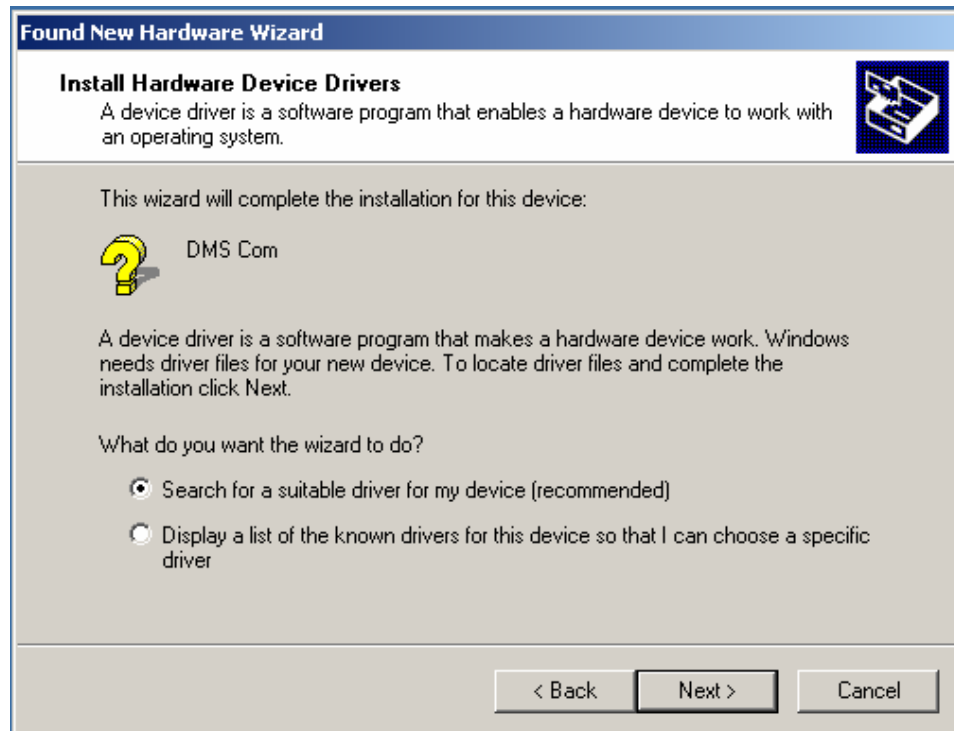 Found New Hardware Wizard
Install Hardware Device Drivers
A device driver is a software program that enables a hardware device to work with
an operating system.
This wizard will complete the installation for this device:
DMS Com
A device driver is a software program that makes a hardware device work. Windows
needs driver files for your new device. To locate driver files and complete the
installation click Next.
What do you want the wizard to do?
Search for a suitable driver for my device (recommended)
Display a list of the known drivers for this device so that I can choose a specific
driver
< Back
Next >
Cancel